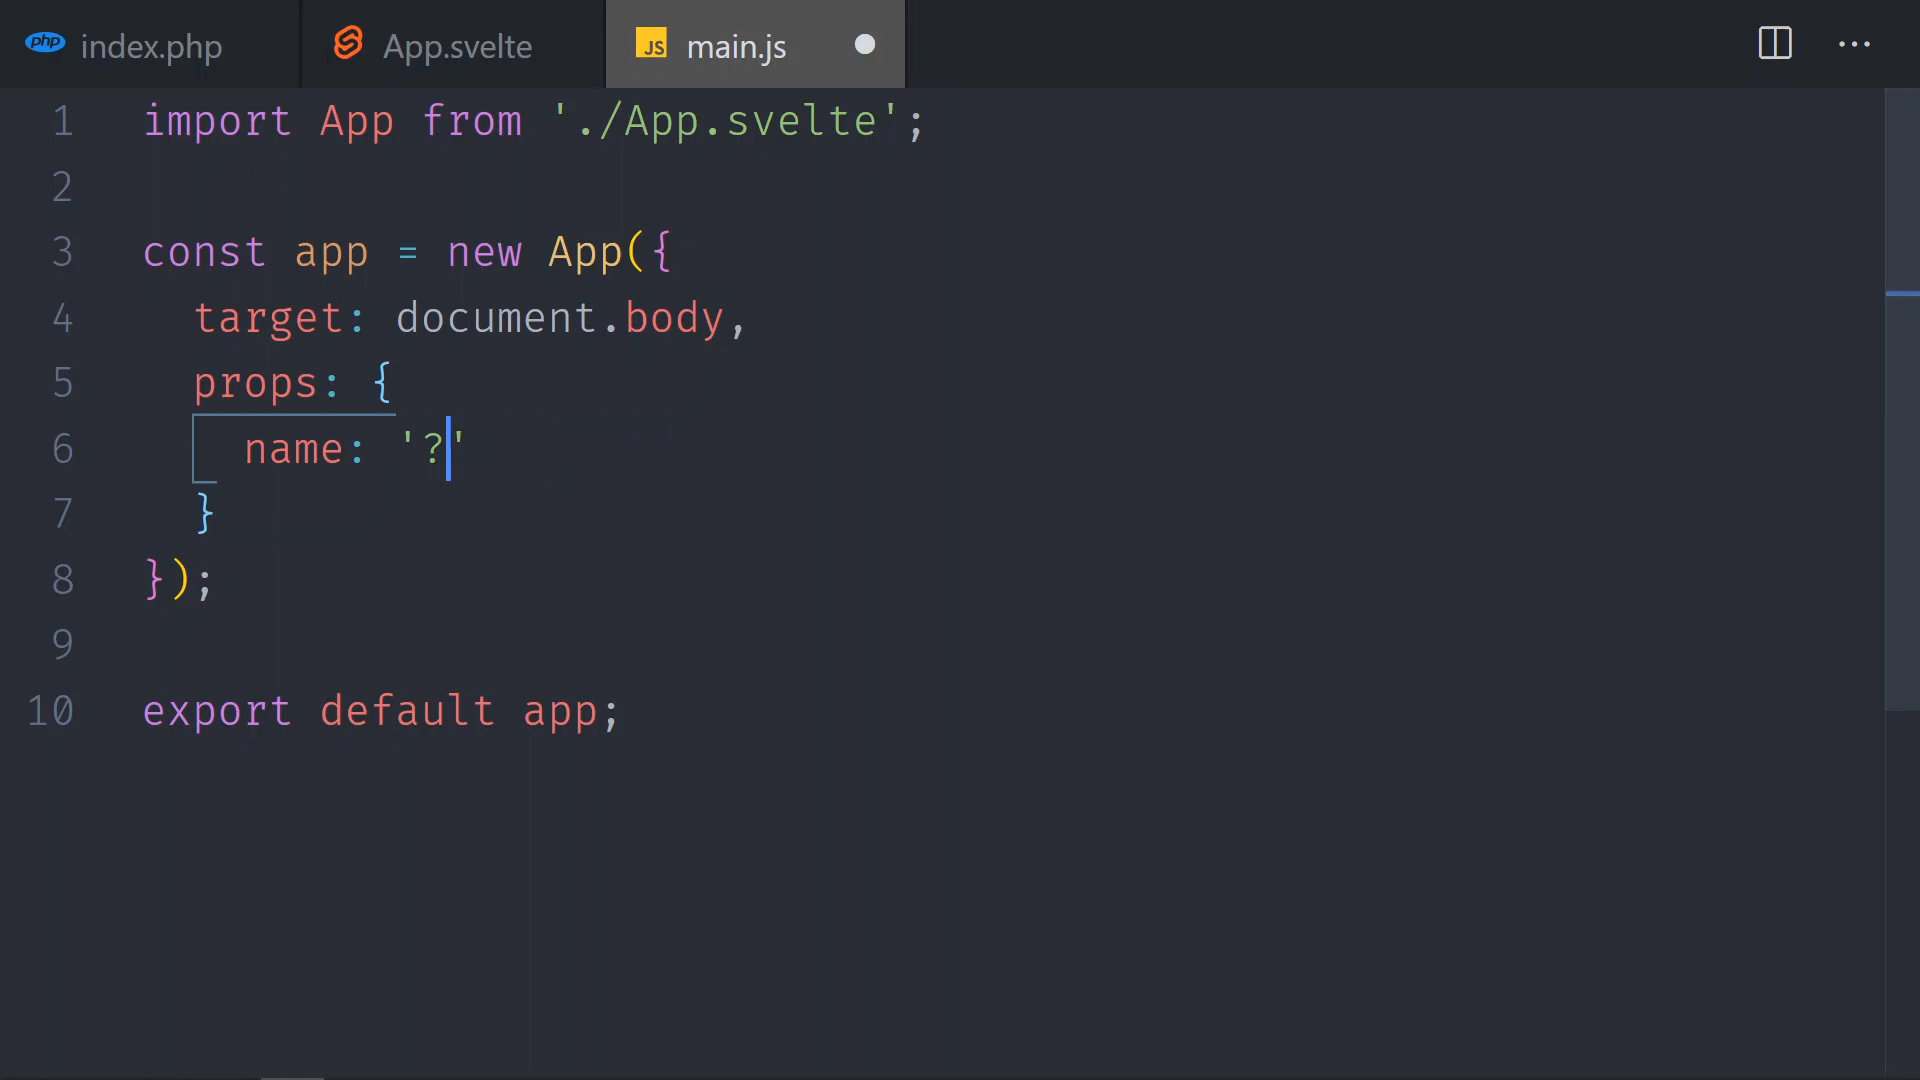 php index.php App.svelte JS main.js
1 import App from './App.svelte';
2
3 const app = new App({
4 target: document.body,
5 props: {
6 name: '?'
7 }
8 });
9
10 export default app;